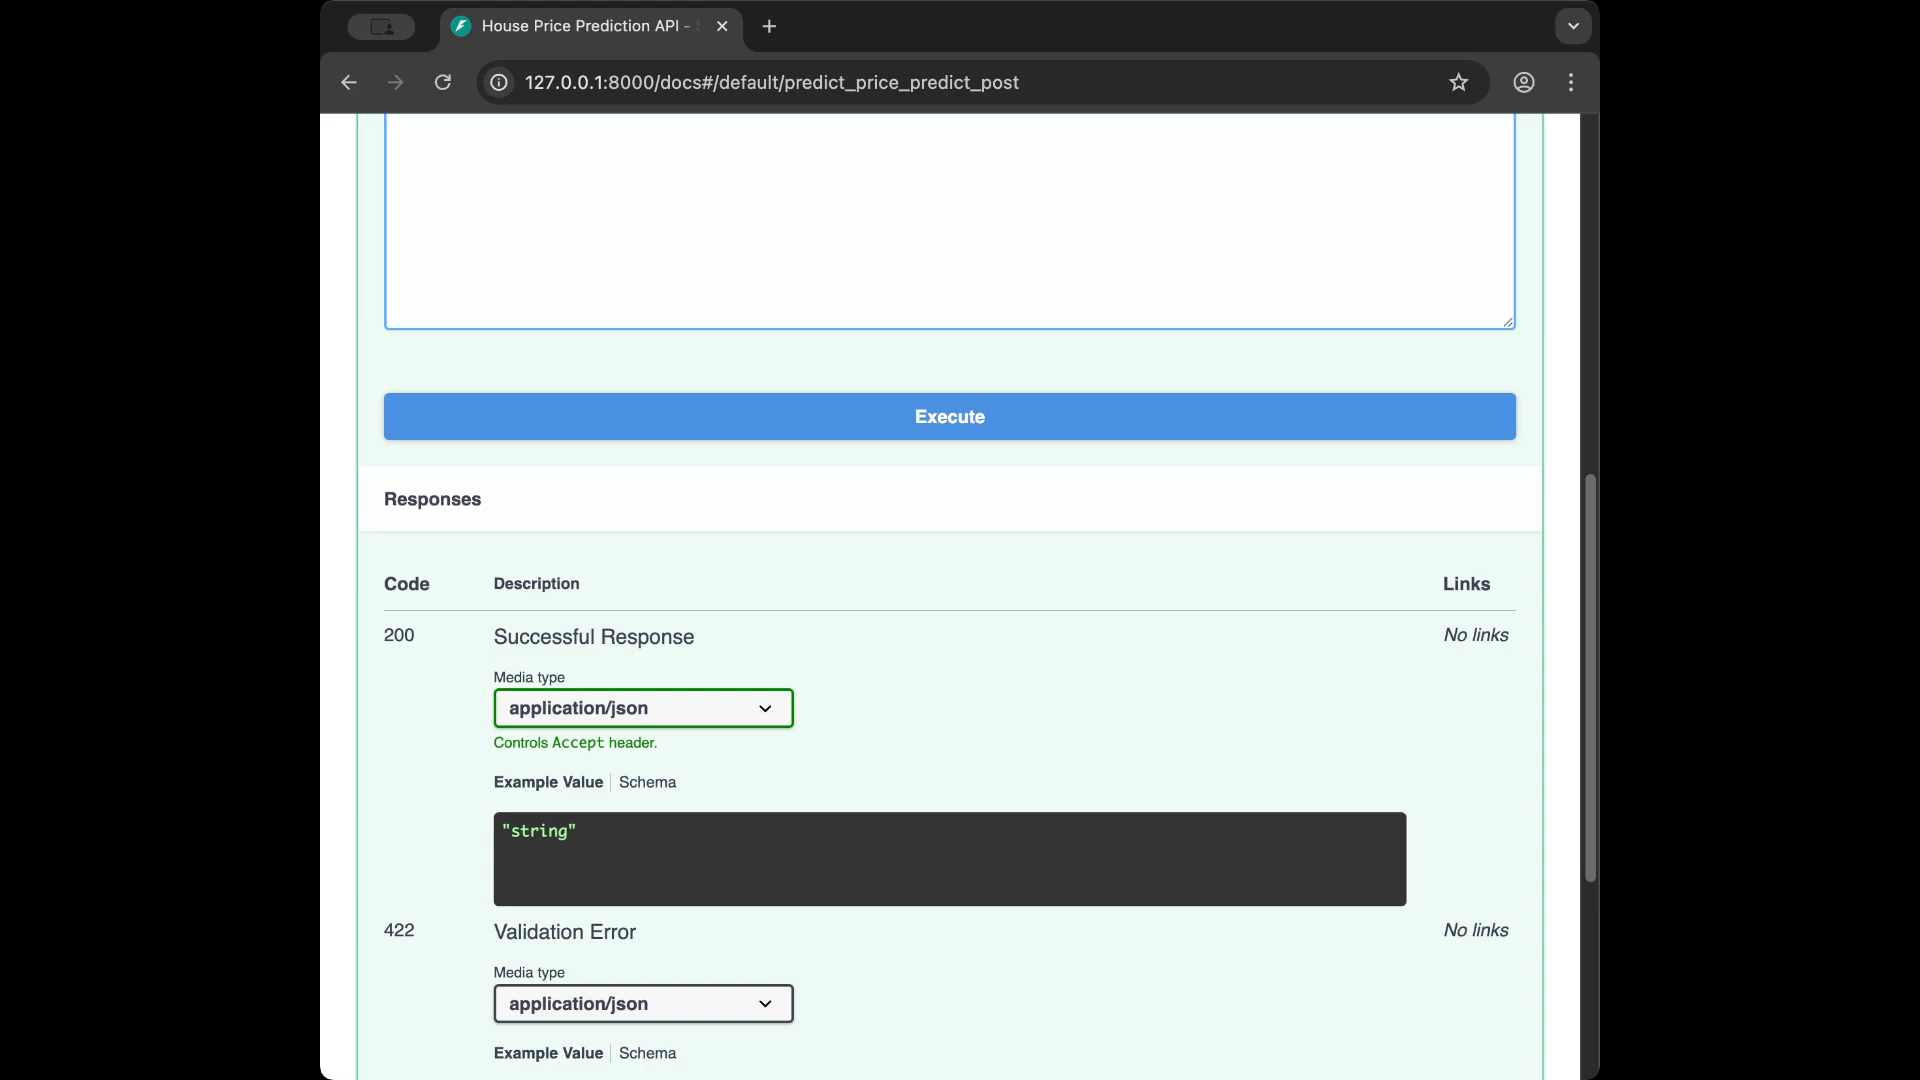 House Price Prediction API -
127.0.0.1:8000/docs#/default/predict_price_predict_post
Execute
Responses
Code Description Links
200 Successful Response No links
Media type
application/json
Controls Accept header.
Example Value Schema
"string"
422 Validation Error No links
Media type
application/json
Example Value Schema